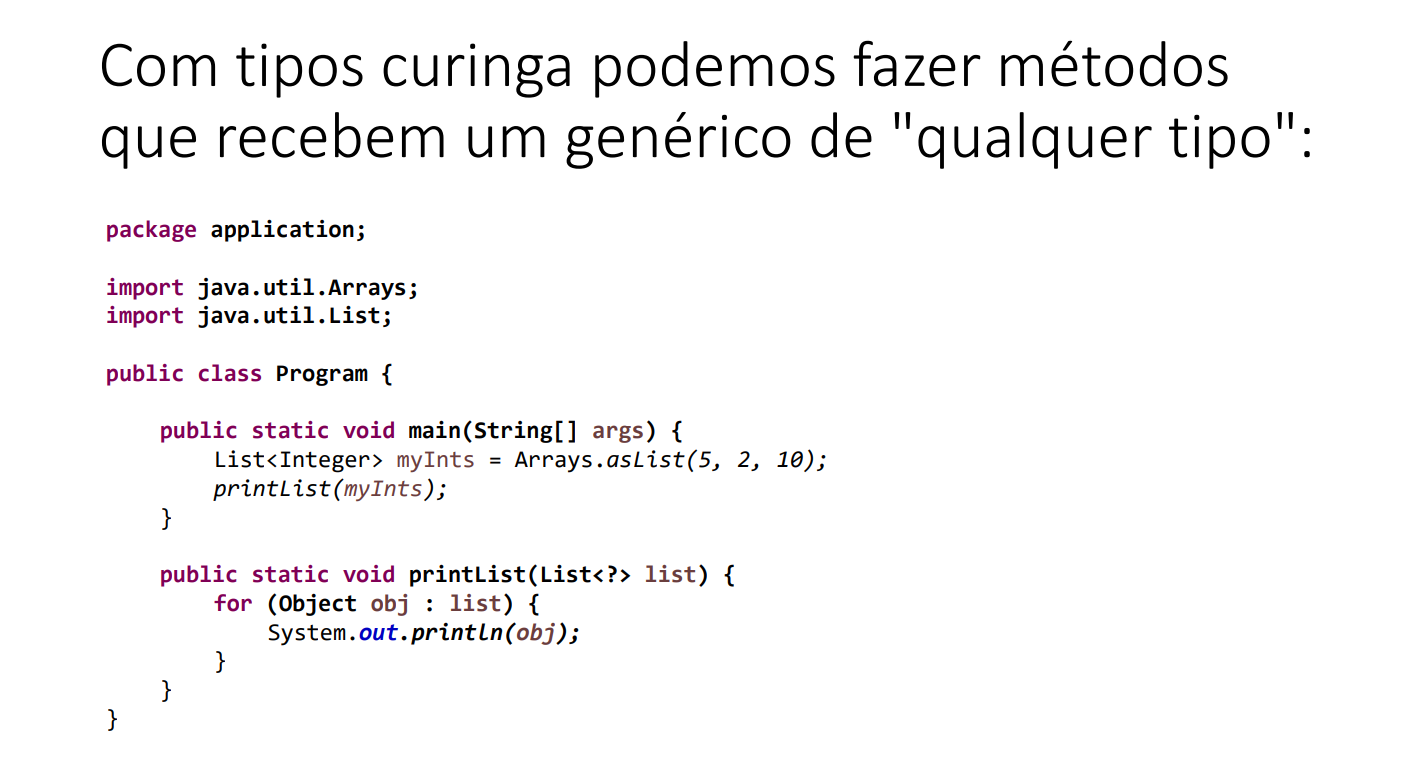 Com tipos curinga podemos fazer métodos
que recebem um genérico de "qualquer tipo":
package application;
import java.util.Arrays;
import java.util.List;
public class Program {
public static void main(String[] args) {
List<Integer> myInts = Arrays.asList(5, 2, 10);
printList(myInts);
}
public static void printList(List<?> list) {
for (Object obj : list) {
System.out.println(obj);
}
}
}